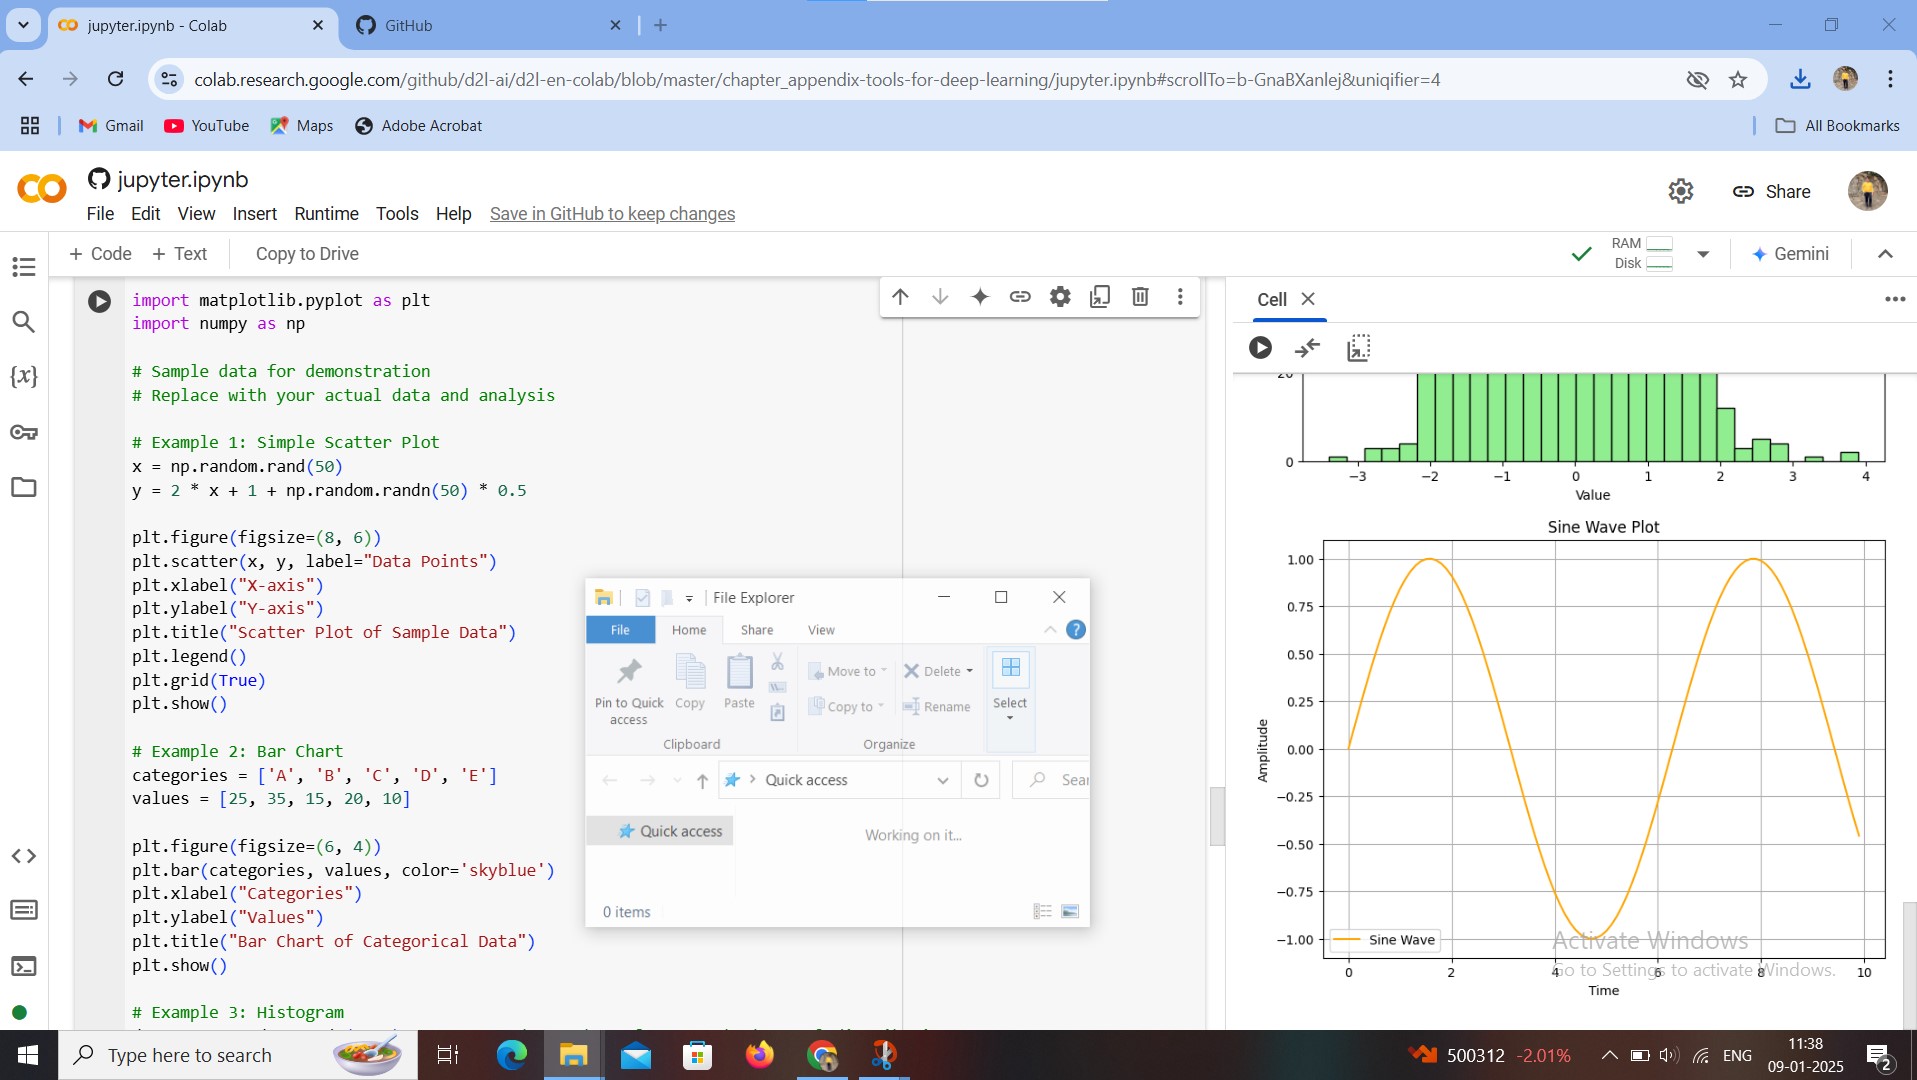 jupyter.ipynb - Colab
GitHub
colab.research.google.com/github/d2l-ai/d2l-en-colab/blob/master/chapter_appendix-tools-for-deep-learning/jupyter.ipynb#scrollTo=b-GnaBXanlej&uniqifier=4
Gmail
YouTube
Maps
Adobe Acrobat
All Bookmarks
jupyter.ipynb
Share
File Edit View Insert Runtime Tools Help Save in GitHub to keep changes
+ Code + Text Copy to Drive
RAM
Disk
Gemini
import matplotlib.pyplot as plt
import numpy as np
# Sample data for demonstration
# Replace with your actual data and analysis
# Example 1: Simple Scatter Plot
x = np.random.rand(50)
y = 2 * x + 1 + np.random.randn(50) * 0.5
plt.figure(figsize=(8, 6))
plt.scatter(x, y, label="Data Points")
plt.xlabel("X-axis")
plt.ylabel("Y-axis")
plt.title("Scatter Plot of Sample Data")
plt.legend()
plt.grid(True)
plt.show()
# Example 2: Bar Chart
categories = ['A', 'B', 'C', 'D', 'E']
values = [25, 35, 15, 20, 10]
plt.figure(figsize=(6, 4))
plt.bar(categories, values, color='skyblue')
plt.xlabel("Categories")
plt.ylabel("Values")
plt.title("Bar Chart of Categorical Data")
plt.show()
# Example 3: Histogram
File Explorer
File Home Share View
Pin to Quick access
Copy
Paste
Move to
Copy to
Delete
Rename
Select
Clipboard
Organize
Quick access
Sear
Quick access
Working on it...
0 items
Cell
20
0
−3 −2 −1 0 1 2 3 4
Value
Sine Wave Plot
1.00
0.75
0.50
0.25
0.00
−0.25
−0.50
−0.75
−1.00
Amplitude
Sine Wave
0 2 4 6 8 10
Time
Activate Windows
Go to Settings to activate Windows.
Type here to search
500312 -2.01%
ENG
11:38
09-01-2025
2